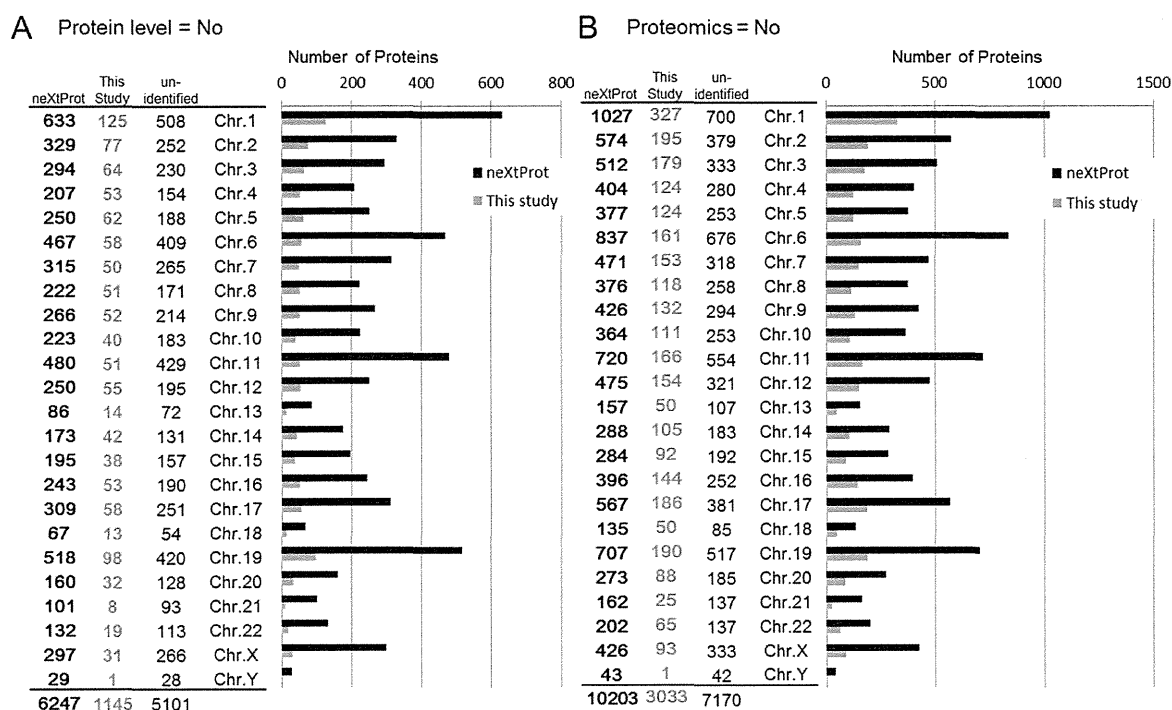 A Protein level = No
Number of Proteins
neXtProt This Study un-identified 0 200 400 600 800
633 125 508 Chr.1
329 77 252 Chr.2
294 64 230 Chr.3
207 53 154 Chr.4
250 62 188 Chr.5
467 58 409 Chr.6
315 50 265 Chr.7
222 51 171 Chr.8
266 52 214 Chr.9
223 40 183 Chr.10
480 51 429 Chr.11
250 55 195 Chr.12
86 14 72 Chr.13
173 42 131 Chr.14
195 38 157 Chr.15
243 53 190 Chr.16
309 58 251 Chr.17
67 13 54 Chr.18
518 98 420 Chr.19
160 32 128 Chr.20
101 8 93 Chr.21
132 19 113 Chr.22
297 31 266 Chr.X
29 1 28 Chr.Y
6247 1145 5101
neXtProt
This study
B Proteomics = No
Number of Proteins
neXtProt This Study un-identified 0 500 1000 1500
1027 327 700 Chr.1
574 195 379 Chr.2
512 179 333 Chr.3
404 124 280 Chr.4
377 124 253 Chr.5
837 161 676 Chr.6
471 153 318 Chr.7
376 118 258 Chr.8
426 132 294 Chr.9
364 111 253 Chr.10
720 166 554 Chr.11
475 154 321 Chr.12
157 50 107 Chr.13
288 105 183 Chr.14
284 92 192 Chr.15
396 144 252 Chr.16
567 186 381 Chr.17
135 50 85 Chr.18
707 190 517 Chr.19
273 88 185 Chr.20
162 25 137 Chr.21
202 65 137 Chr.22
426 93 333 Chr.X
43 1 42 Chr.Y
10203 3033 7170
neXtProt
This study